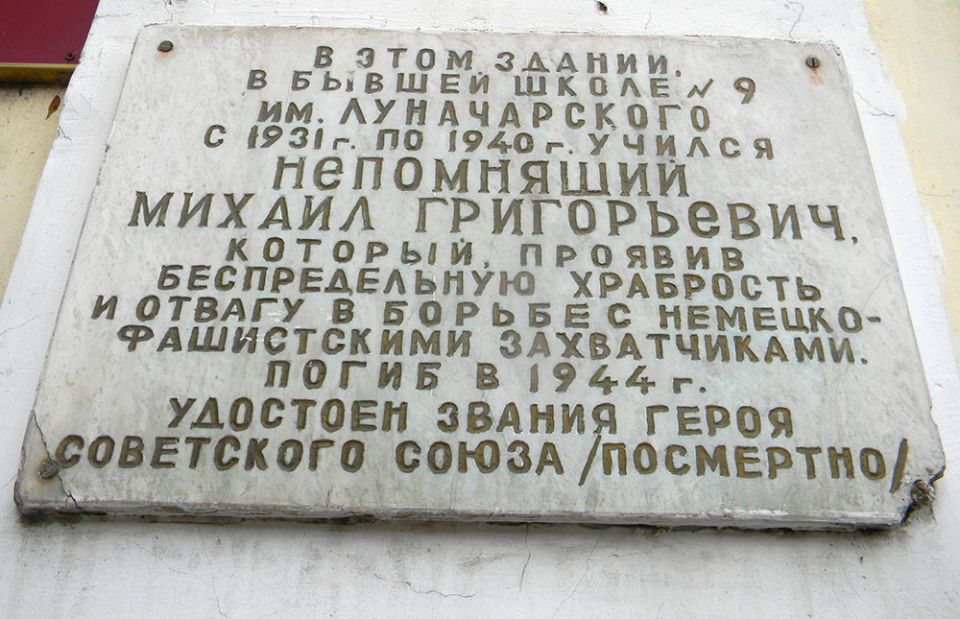 В ЭТОМ ЗДАНИИ,
В БЫВШЕЙ ШКОЛЕ № 9
ИМ. ЛУНАЧАРСКОГО
С 1931 Г. ПО 1940 Г. УЧИЛСЯ
НЕПОМНЯЩИЙ
МИХАИЛ ГРИГОРЬЕВИЧ,
КОТОРЫЙ, ПРОЯВИВ
БЕСПРЕДЕЛЬНУЮ ХРАБРОСТЬ
И ОТВАГУ В БОРЬБЕ С НЕМЕЦКО-
ФАШИСТСКИМИ ЗАХВАТЧИКАМИ.
ПОГИБ В 1944 Г.
УДОСТОЕН ЗВАНИЯ ГЕРОЯ
СОВЕТСКОГО СОЮЗА /ПОСМЕРТНО/